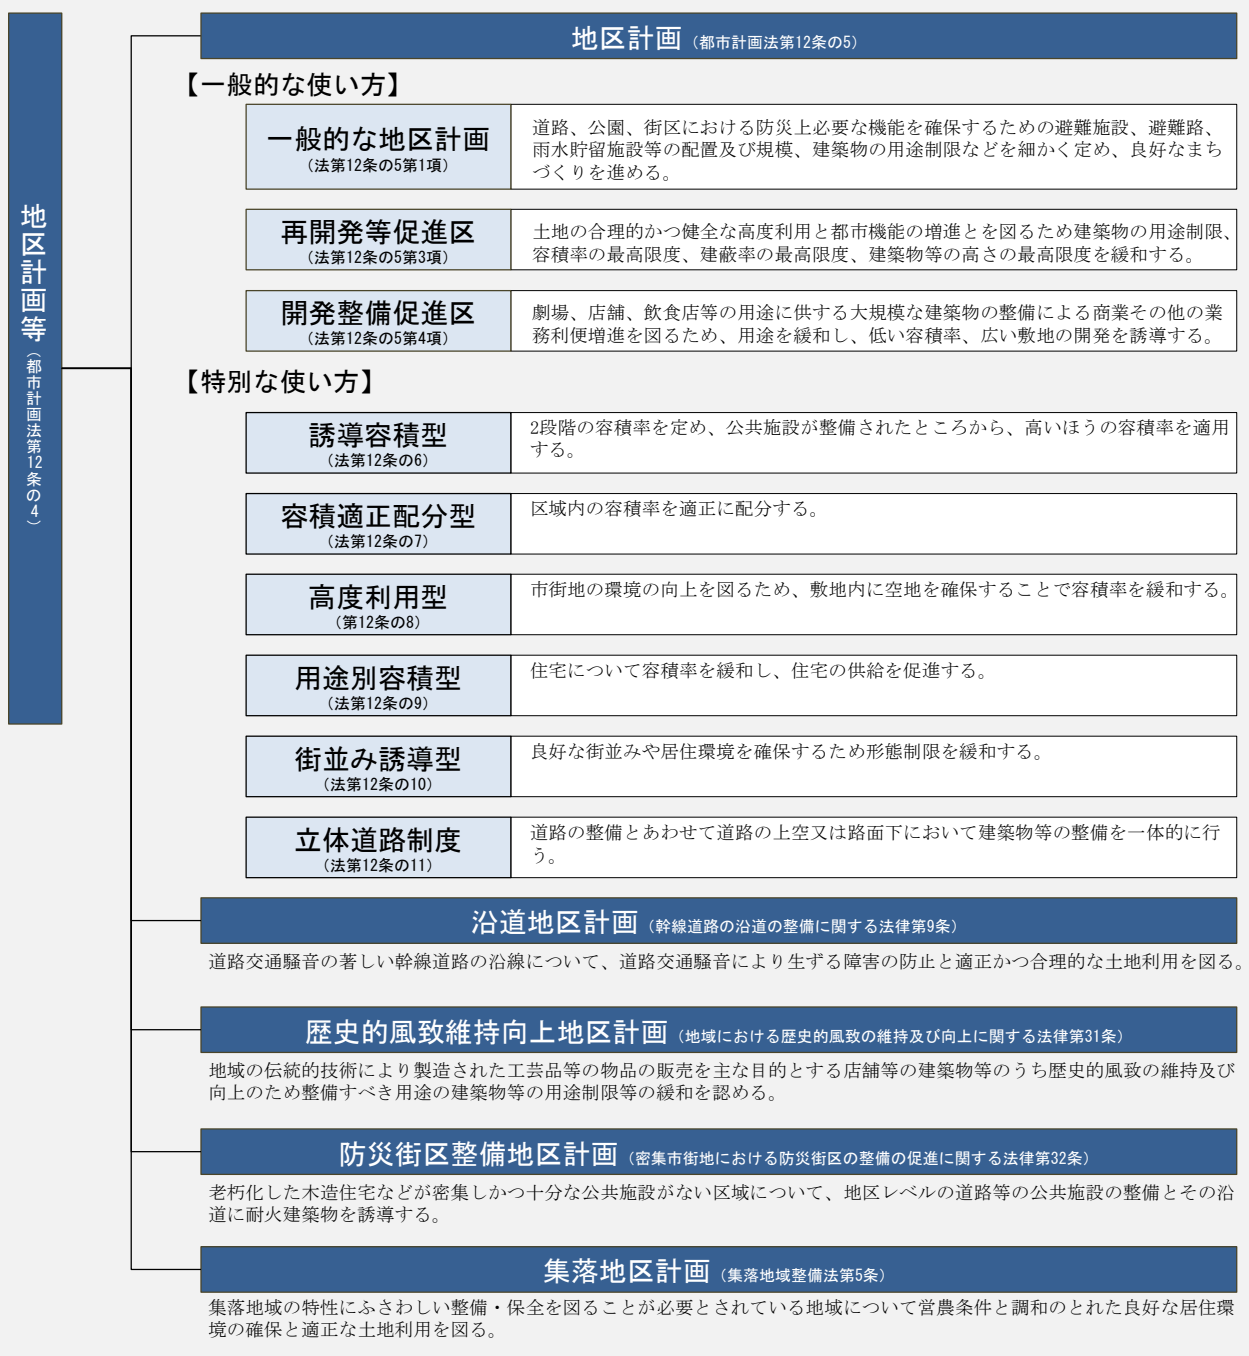 地区計画等（都市計画法第12条の4）
地区計画（都市計画法第12条の5）
【一般的な使い方】
一般的な地区計画
（法第12条の5第1項）
道路、公園、街区における防災上必要な機能を確保するための避難施設、避難路、
雨水貯留施設等の配置及び規模、建築物の用途制限などを細かく定め、良好なまち
づくりを進める。
再開発等促進区
（法第12条の5第3項）
土地の合理的かつ健全な高度利用と都市機能の増進とを図るため建築物の用途制限、
容積率の最高限度、建蔽率の最高限度、建築物等の高さの最高限度を緩和する。
開発整備促進区
（法第12条の5第4項）
劇場、店舗、飲食店等の用途に供する大規模な建築物の整備による商業その他の業
務利便増進を図るため、用途を緩和し、低い容積率、広い敷地の開発を誘導する。
【特別な使い方】
誘導容積型
（法第12条の6）
2段階の容積率を定め、公共施設が整備されたところから、高いほうの容積率を適用
する。
容積適正配分型
（法第12条の7）
区域内の容積率を適正に配分する。
高度利用型
（第12条の8）
市街地の環境の向上を図るため、敷地内に空地を確保することで容積率を緩和する。
用途別容積型
（法第12条の9）
住宅について容積率を緩和し、住宅の供給を促進する。
街並み誘導型
（法第12条の10）
良好な街並みや居住環境を確保するため形態制限を緩和する。
立体道路制度
（法第12条の11）
道路の整備とあわせて道路の上空又は路面下において建築物等の整備を一体的に行
う。
沿道地区計画（幹線道路の沿道の整備に関する法律第9条）
道路交通騒音の著しい幹線道路の沿線について、道路交通騒音により生ずる障害の防止と適正かつ合理的な土地利用を図る。
歴史的風致維持向上地区計画（地域における歴史的風致の維持及び向上に関する法律第31条）
地域の伝統的技術により製造された工芸品等の物品の販売を主な目的とする店舗等の建築物等のうち歴史的風致の維持及び
向上のため整備すべき用途の建築物等の用途制限等の緩和を認める。
防災街区整備地区計画（密集市街地における防災街区の整備の促進に関する法律第32条）
老朽化した木造住宅などが密集しかつ十分な公共施設がない区域について、地区レベルの道路等の公共施設の整備とその沿
道に耐火建築物を誘導する。
集落地区計画（集落地域整備法第5条）
集落地域の特性にふさわしい整備・保全を図ることが必要とされている地域について営農条件と調和のとれた良好な居住環
境の確保と適正な土地利用を図る。